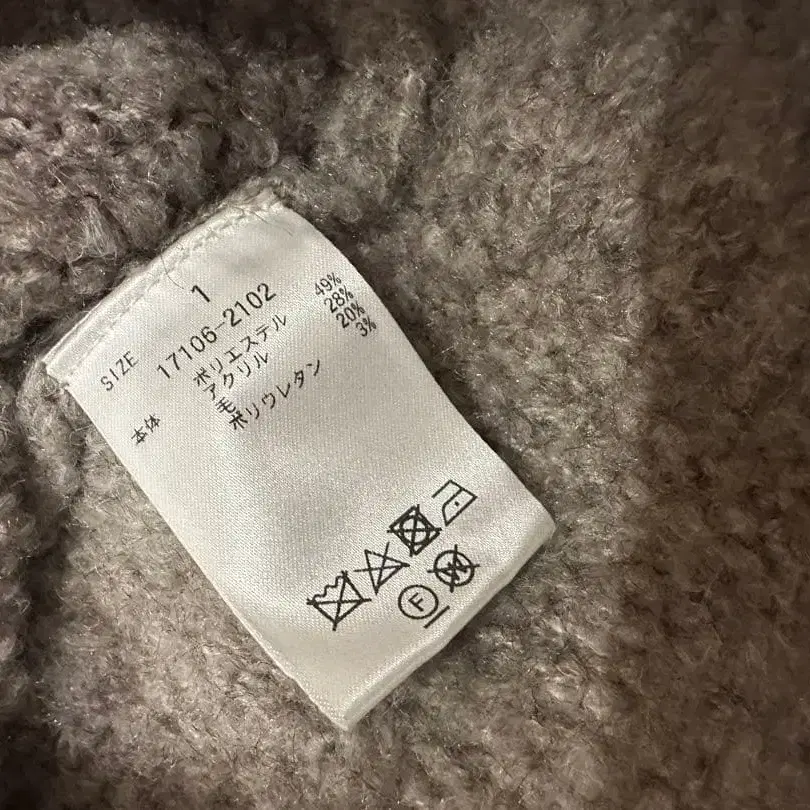 SIZE 1
17106-2102
本体 ポリエステル 49%
アクリル 28%
毛 20%
ポリウレタン 3%
F W